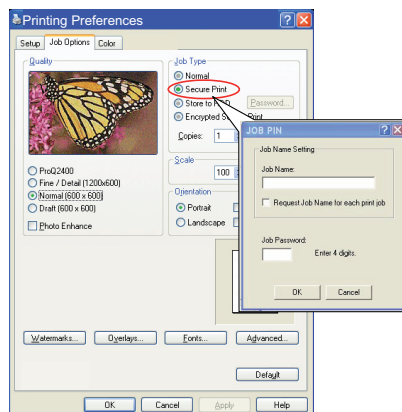 Printing Preferences
Setup Job Options Color
Quality
ProQ2400
Fine / Detail (1200x600)
Normal (600 x 600)
Draft (600 x 600)
Photo Enhance
Job Type
Normal
Secure Print
Store to
Encrypted
Print
Password...
Copies: 1
Scale
100
Orientation
Portrait
Landscape
JOB PIN
Job Name Setting
Job Name:
Request Job Name for each print job
Job Password:
Enter 4 digits.
OK Cancel
Watermarks... Overlays... Fonts... Advanced...
Default
OK Cancel Apply Help